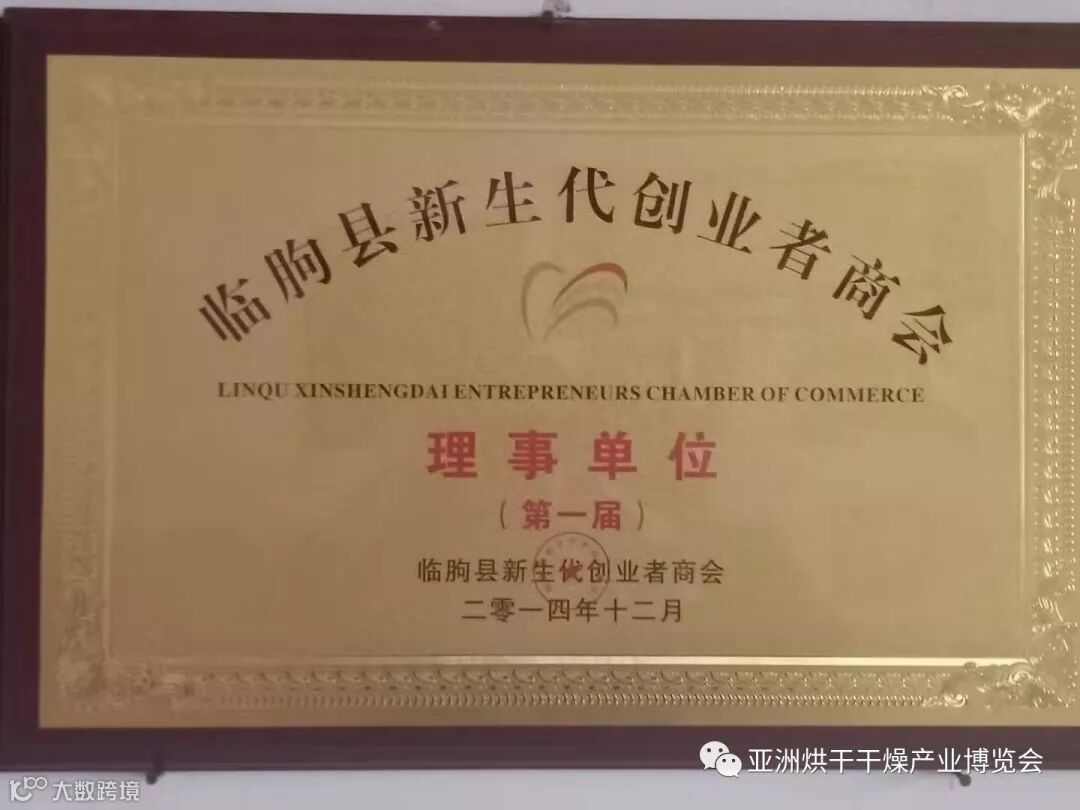 临朐县新生代创业者商会
LINQU XINSHENGDAI ENTREPRENEURS CHAMBER OF COMMERCE
理事单位
（第一届）
临朐县新生代创业者商会
二零一四年十二月
亚洲烘干干燥产业博览会
大数跨境